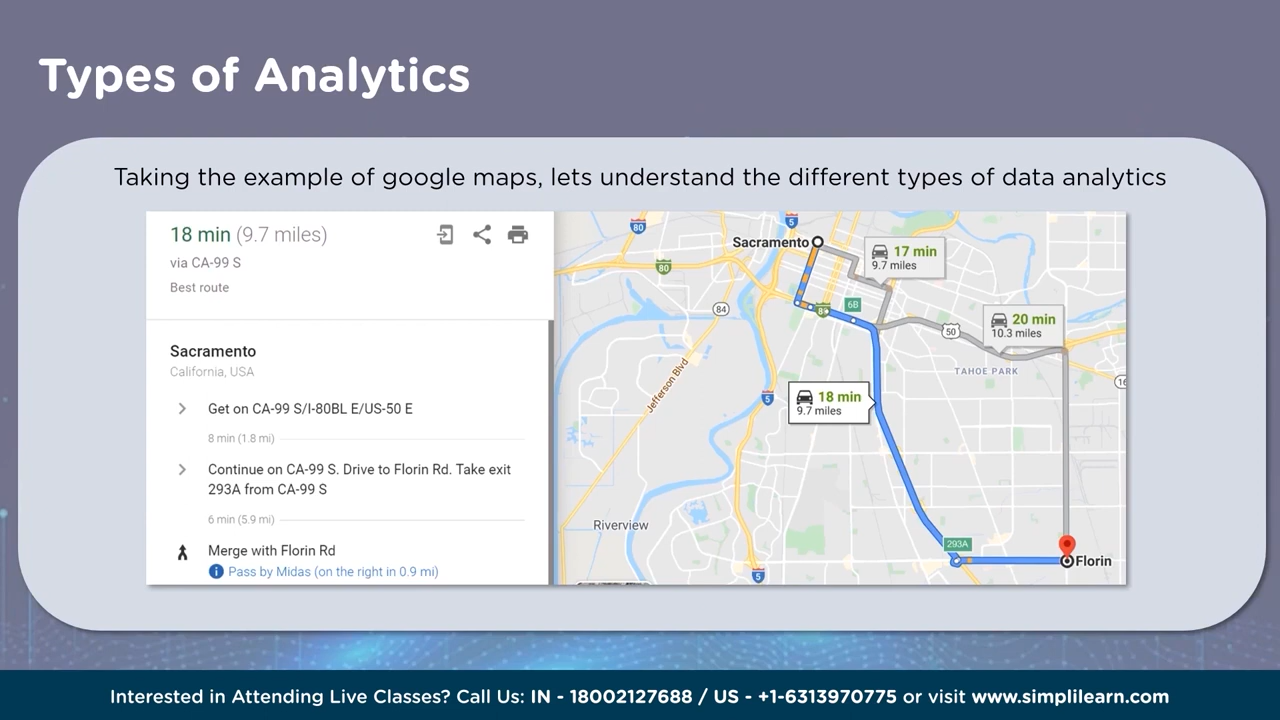 Types of Analytics
Taking the example of google maps, lets understand the different types of data analytics
18 min (9.7 miles)
via CA-99 S
Best route
Sacramento
California, USA
Get on CA-99 S/I-80BL E/US-50 E
8 min (1.8 mi)
Continue on CA-99 S. Drive to Florin Rd. Take exit
293A from CA-99 S
6 min (5.9 mi)
Merge with Florin Rd
Pass by Midas (on the right in 0.9 mi)
80
5
Sacramento
17 min
9.7 miles
80
84
6B
50
20 min
10.3 miles
TAHOE PARK
16
Jefferson Blvd
5
18 min
9.7 miles
Riverview
293A
5
Florin
Interested in Attending Live Classes? Call Us: IN - 18002127688 / US - +1-6313970775 or visit www.simplilearn.com